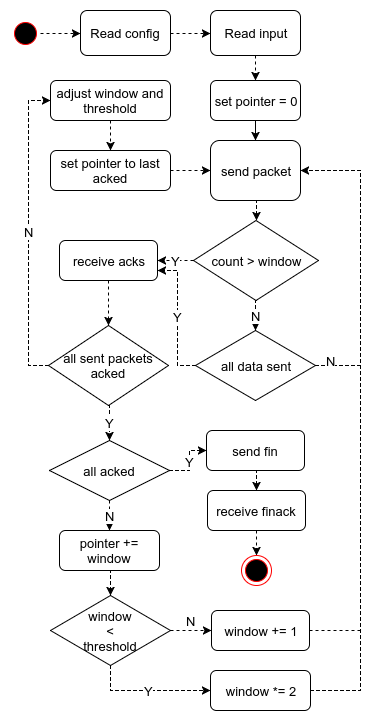 Read config
Read input
adjust window and
threshold
set pointer = 0
set pointer to last
acked
send packet
N
receive acks
Y
count > window
Y
N
all sent packets
acked
all data sent
N
Y
all acked
Y
send fin
N
receive finack
pointer +=
window
window
<
threshold
N
window += 1
Y
window *= 2